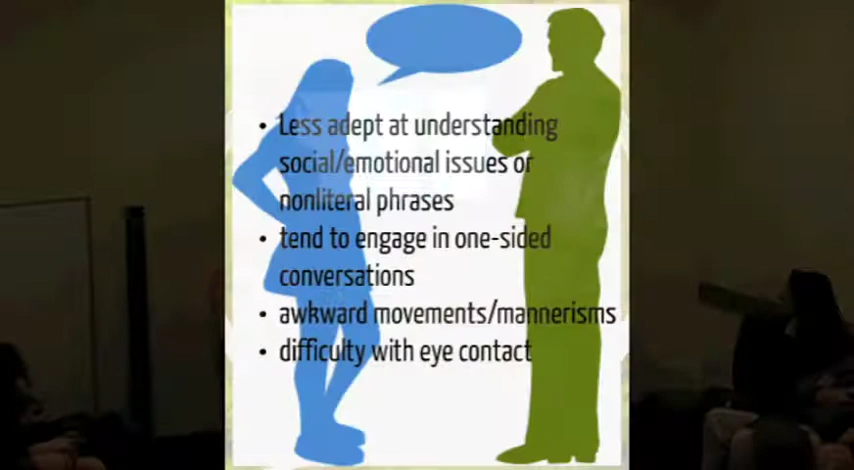 • Less adept at understanding
social/emotional issues or
nonliteral phrases
• tend to engage in one-sided
conversations
• awkward movements/mannerisms
• difficulty with eye contact